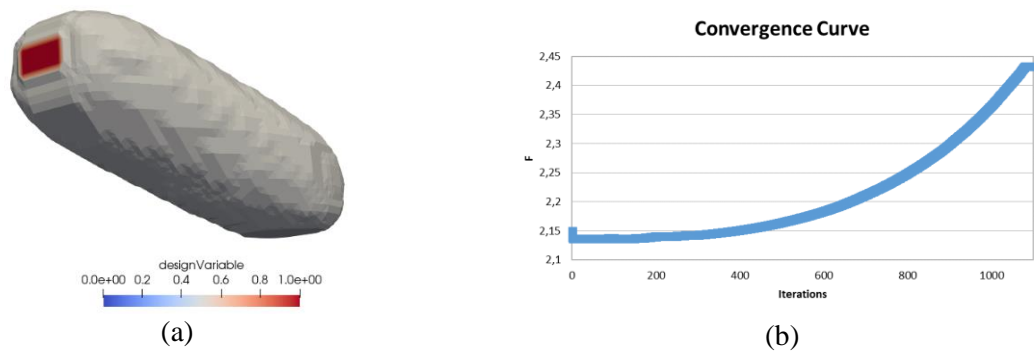 designVariable
0.0e+00 0.2 0.4 0.6 0.8 1.0e+00
(a)
Convergence Curve
2,45
2,4
2,35
2,3
2,25
2,2
2,15
2,1
F
0 200 400 600 800 1000
Iterations
(b)